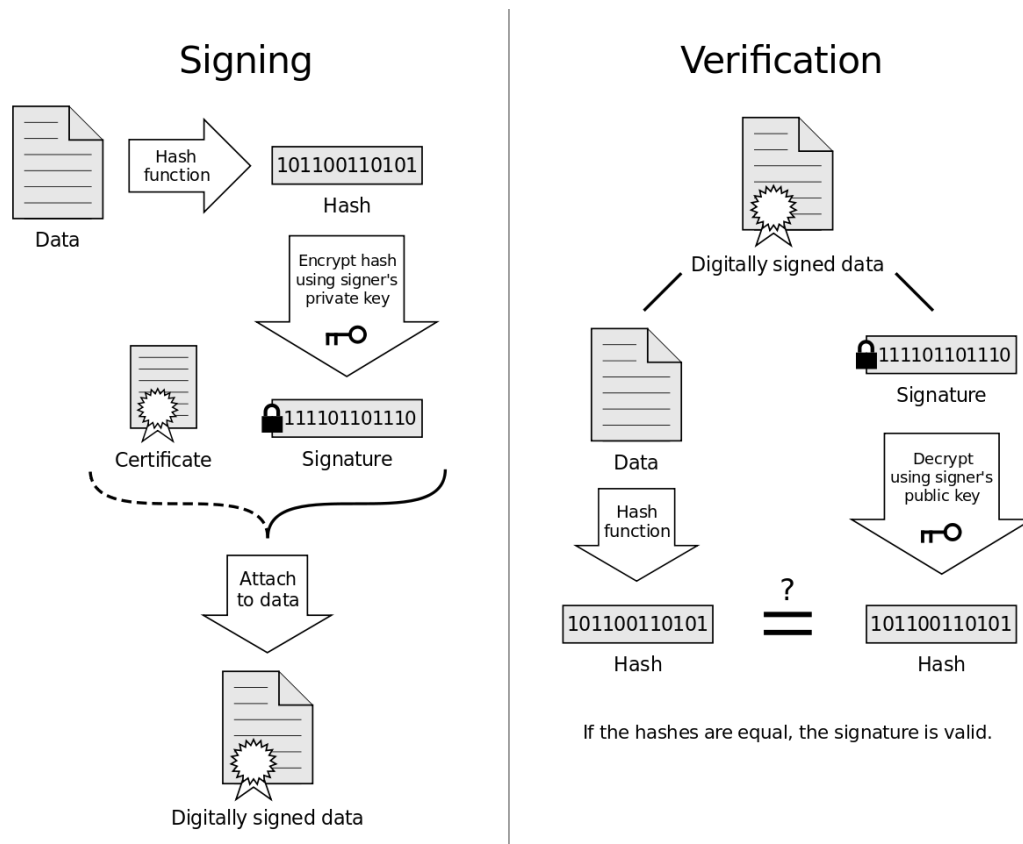 Signing
Hash
function
101100110101
Hash
Data
Encrypt hash
using signer's
private key
111101101110
Certificate
Signature
Attach
to data
Digitally signed data
Verification
Digitally signed data
111101101110
Signature
Data
Hash
function
Decrypt
using signer's
public key
?
=
101100110101
Hash
101100110101
Hash
If the hashes are equal, the signature is valid.